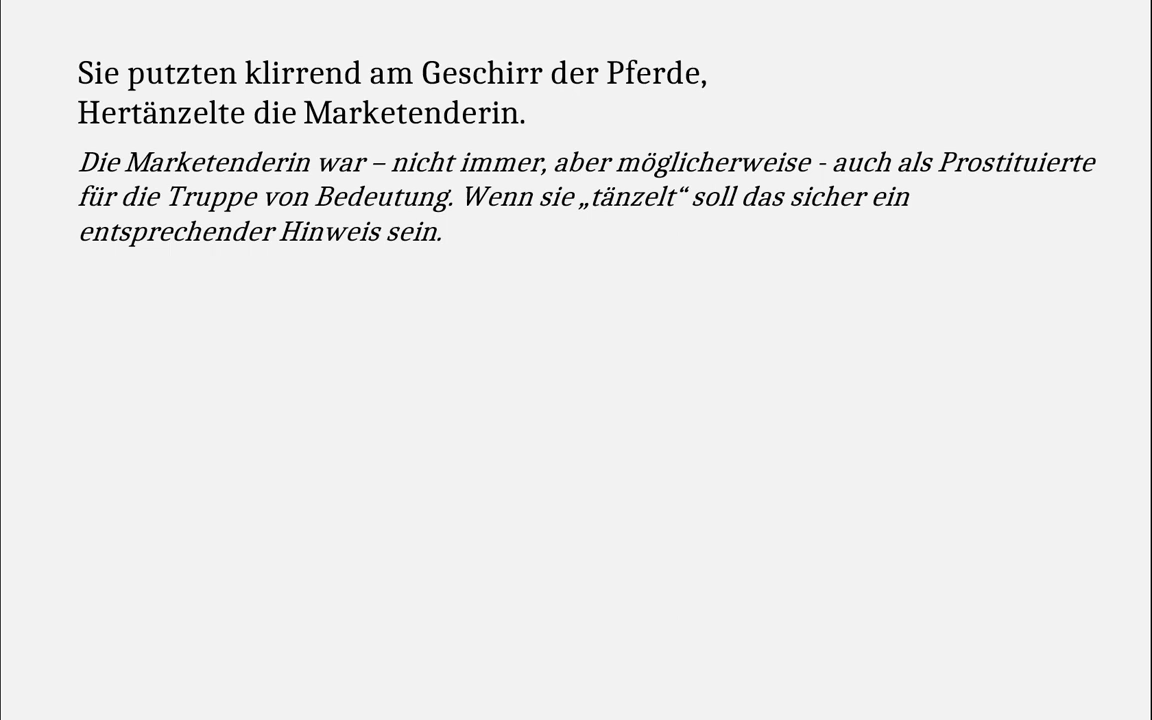 Sie putzten klirrend am Geschirr der Pferde,
Hertänzelte die Marketenderin.
Die Marketenderin war – nicht immer, aber möglicherweise - auch als Prostituierte
für die Truppe von Bedeutung. Wenn sie „tänzelt“ soll das sicher ein
entsprechender Hinweis sein.